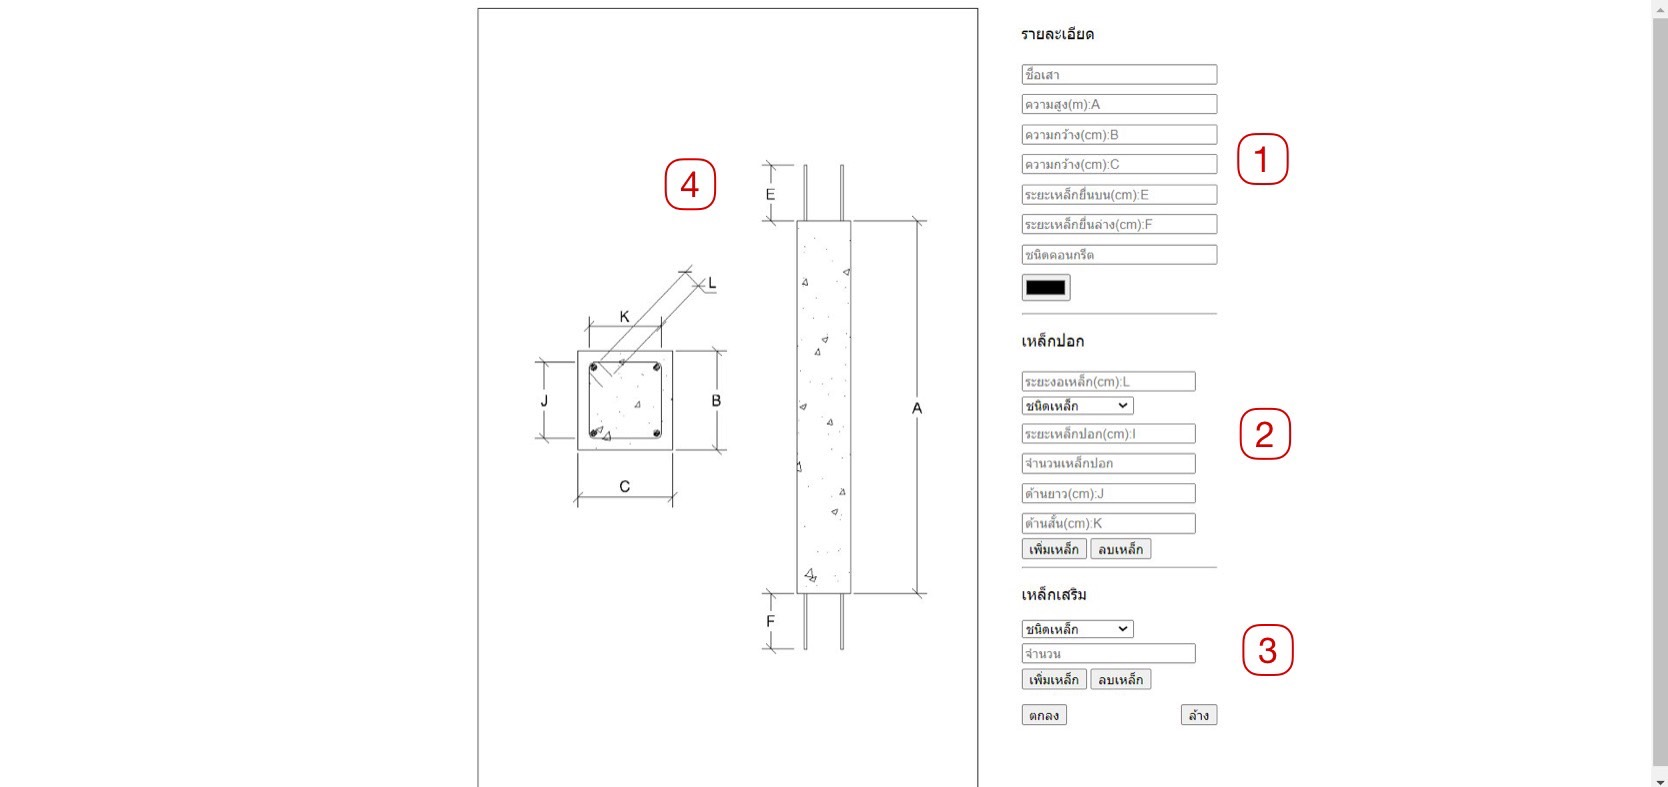 4
E
L
K
J
B
A
C
F
รายละเอียด
ชื่อเสา
ความสูง(m):A
ความกว้าง(cm):B
ความกว้าง(cm):C
ระยะเหล็กยื่นบน(cm):E
ระยะเหล็กยื่นล่าง(cm):F
ชนิดคอนกรีต
1
เหล็กปอก
ระยะงอเหล็ก(cm):L
ชนิดเหล็ก
ระยะเหล็กปอก(cm):I
จำนวนเหล็กปอก
ด้านยาว(cm):J
ด้านสั้น(cm):K
เพิ่มเหล็ก ลบเหล็ก
2
เหล็กเสริม
ชนิดเหล็ก
จำนวน
เพิ่มเหล็ก ลบเหล็ก
3
ตกลง ล้าง